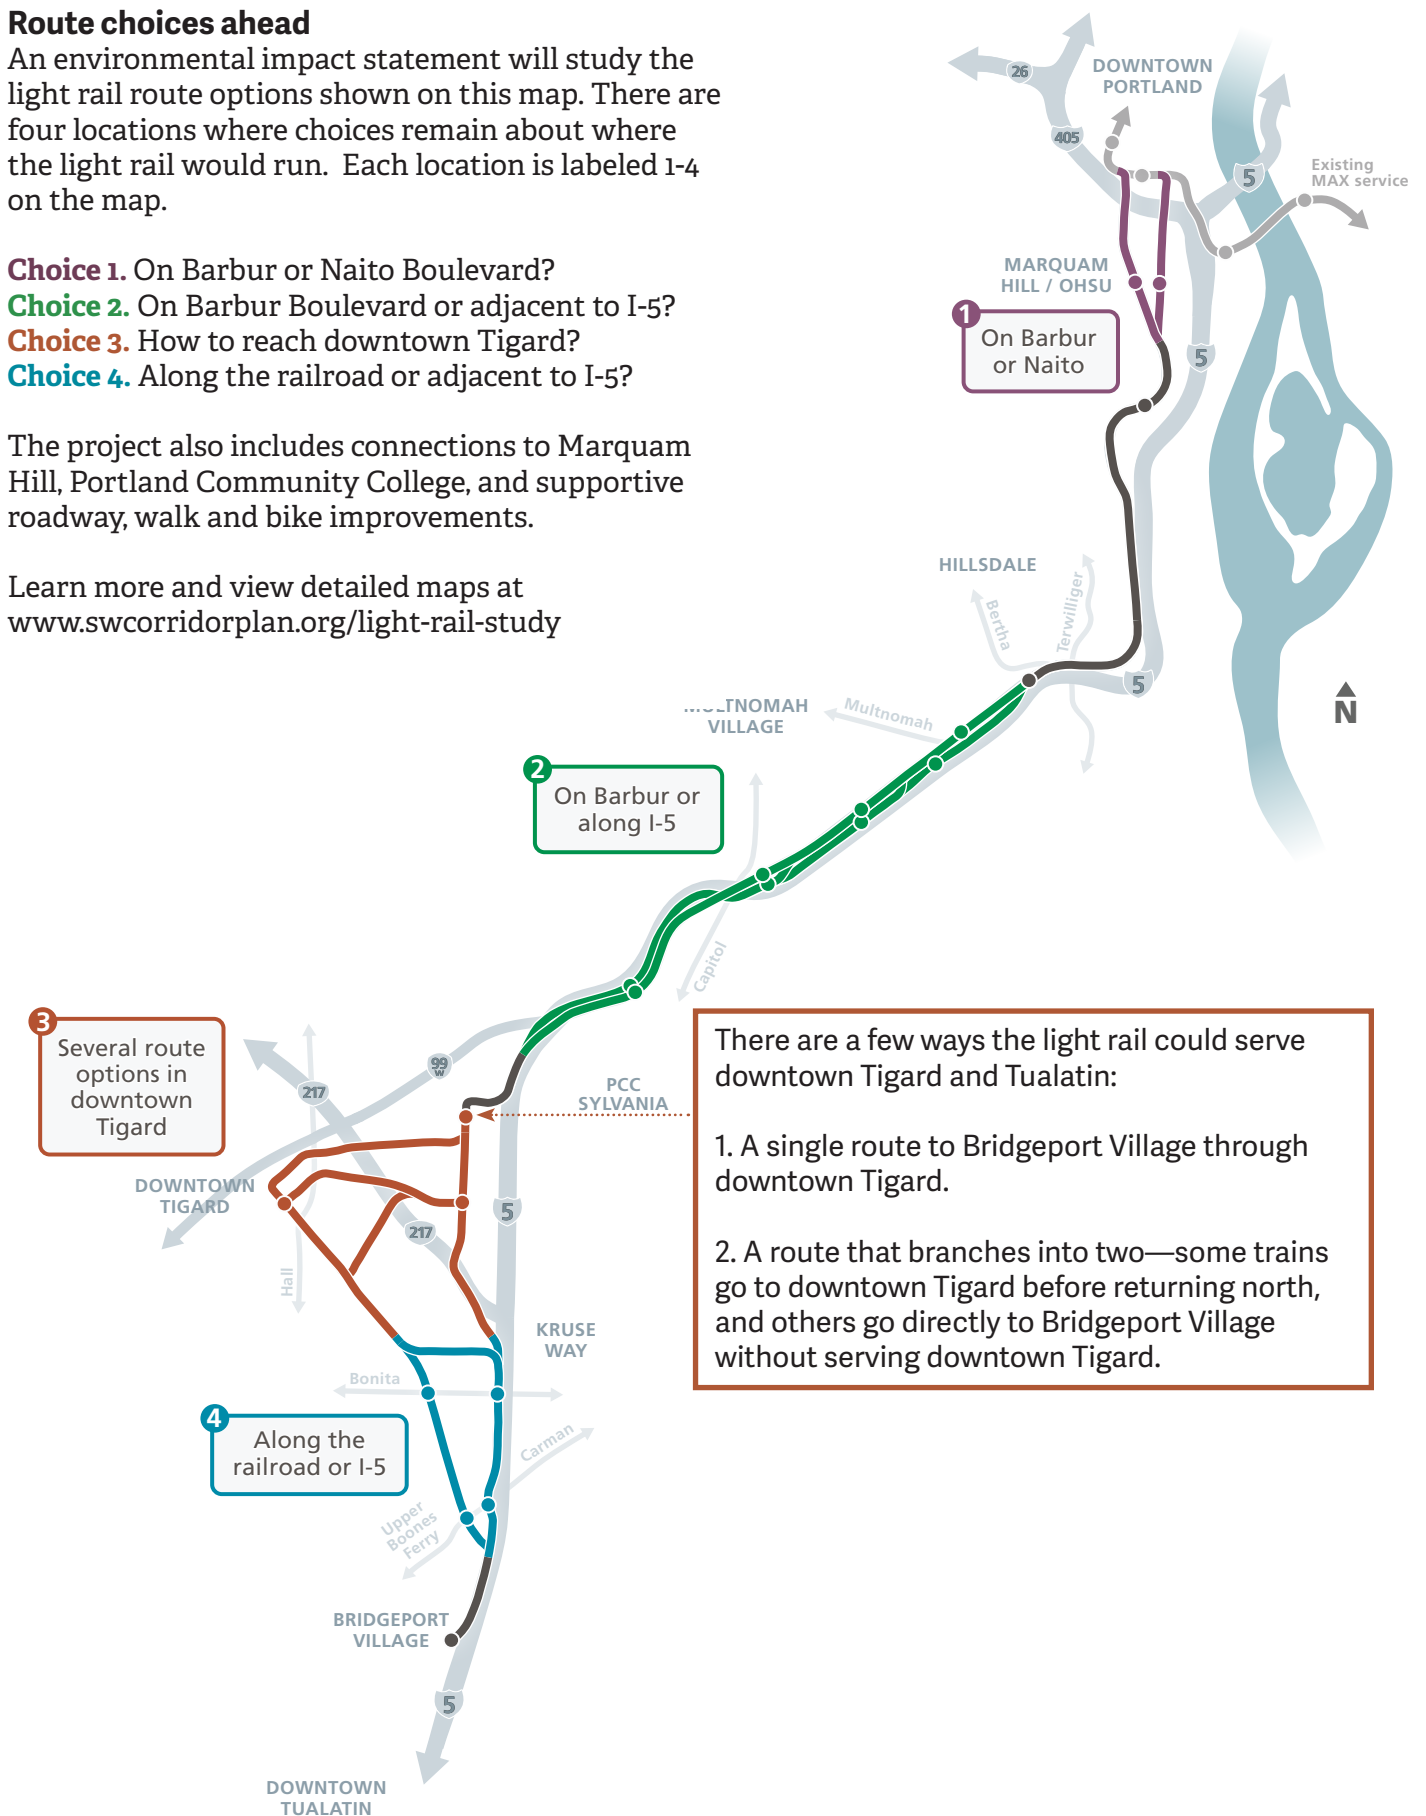 Route choices ahead
An environmental impact statement will study the
light rail route options shown on this map. There are
four locations where choices remain about where
the light rail would run.  Each location is labeled 1-4
on the map.
Choice 1. On Barbur or Naito Boulevard?
Choice 2. On Barbur Boulevard or adjacent to I-5?
Choice 3. How to reach downtown Tigard?
Choice 4. Along the railroad or adjacent to I-5?
The project also includes connections to Marquam
Hill, Portland Community College, and supportive
roadway, walk and bike improvements.
Learn more and view detailed maps at
www.swcorridorplan.org/light-rail-study
26
DOWNTOWN
PORTLAND
405
5
Existing
MAX service
MARQUAM
HILL / OHSU
1
On Barbur
or Naito
5
HILLSDALE
Bertha
Terwilliger
5
N
VILLAGE
Multnomah
2
On Barbur or
along I-5
Capitol
3
Several route
options in
downtown
Tigard
99
W
217
PCC
SYLVANIA
DOWNTOWN
TIGARD
217
5
Hall
There are a few ways the light rail could serve
downtown Tigard and Tualatin:
1. A single route to Bridgeport Village through
downtown Tigard.
2. A route that branches into two—some trains
go to downtown Tigard before returning north,
and others go directly to Bridgeport Village
without serving downtown Tigard.
KRUSE
WAY
Bonita
4
Along the
railroad or I-5
Carman
Upper
Boones
Ferry
BRIDGEPORT
VILLAGE
5
DOWNTOWN
TUALATIN